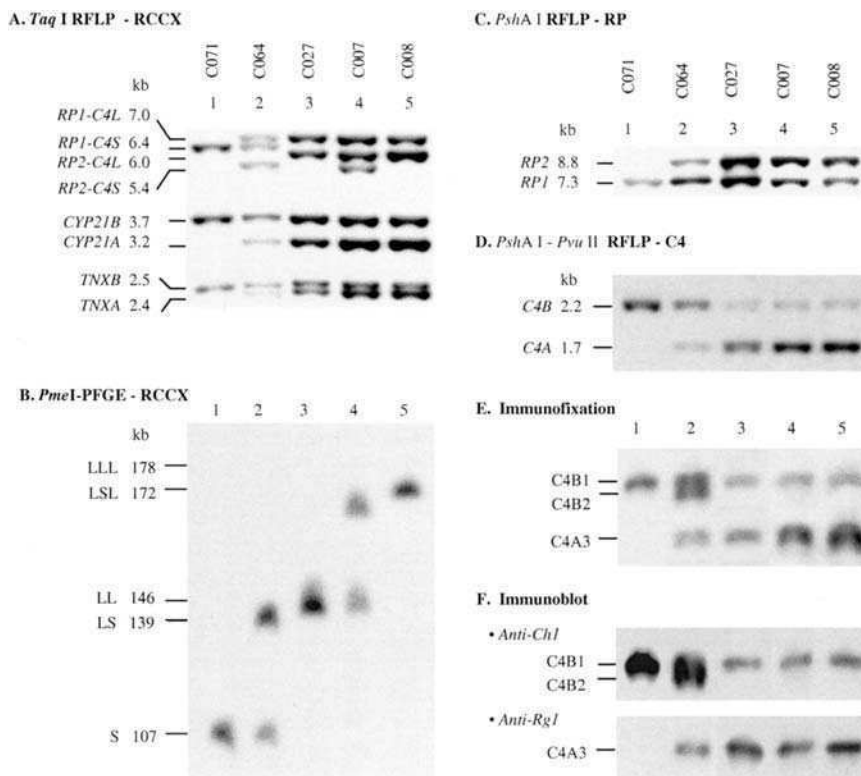 A. Taq I RFLP - RCCX
C071
C064
C027
C007
C008
kb
1 2 3 4 5
RP1-C4L 7.0
RP1-C4S 6.4
RP2-C4L 6.0
RP2-C4S 5.4
CYP21B 3.7
CYP21A 3.2
TNXB 2.5
TNXA 2.4
B. PmeI-PFGE - RCCX
1 2 3 4 5
kb
LLL 178
LSL 172
LL 146
LS 139
S 107
C. PshA I RFLP - RP
C071
C064
C027
C007
C008
kb
1 2 3 4 5
RP2 8.8
RP1 7.3
D. PshA I - Pvu II RFLP - C4
kb
C4B 2.2
C4A 1.7
E. Immunofixation
1 2 3 4 5
C4B1
C4B2
C4A3
F. Immunoblot
• Anti-Ch1
C4B1
C4B2
• Anti-Rg1
C4A3